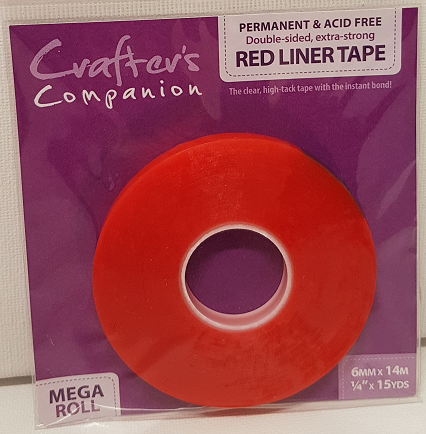 Crafter's
Companion
PERMANENT & ACID FREE
Double-sided, extra-strong
RED LINER TAPE
The clear, high-tack tape with the instant bond!
MEGA
ROLL
6MM x 14M
¼" x 15YDS